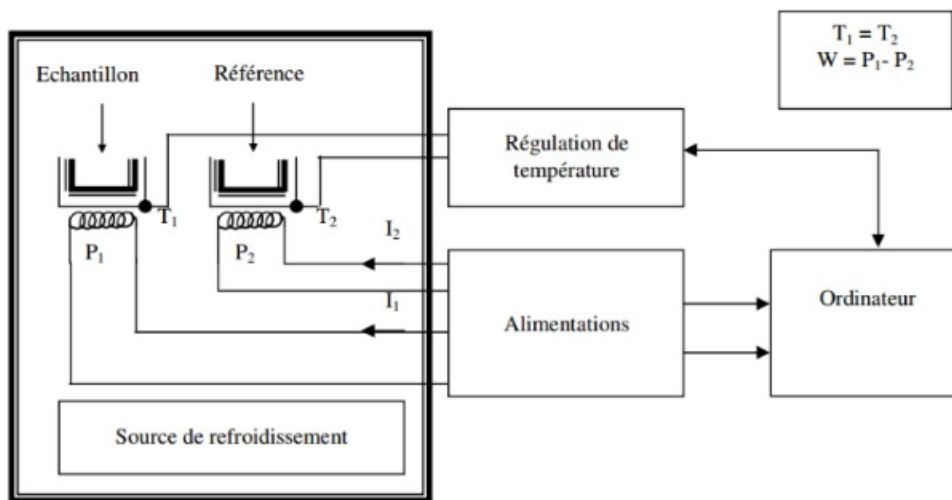 T₁ = T₂
W = P₁- P₂
Echantillon
Référence
Régulation de
température
T₁
T₂
P₁
P₂
I₂
I₁
Alimentations
Ordinateur
Source de refroidissement